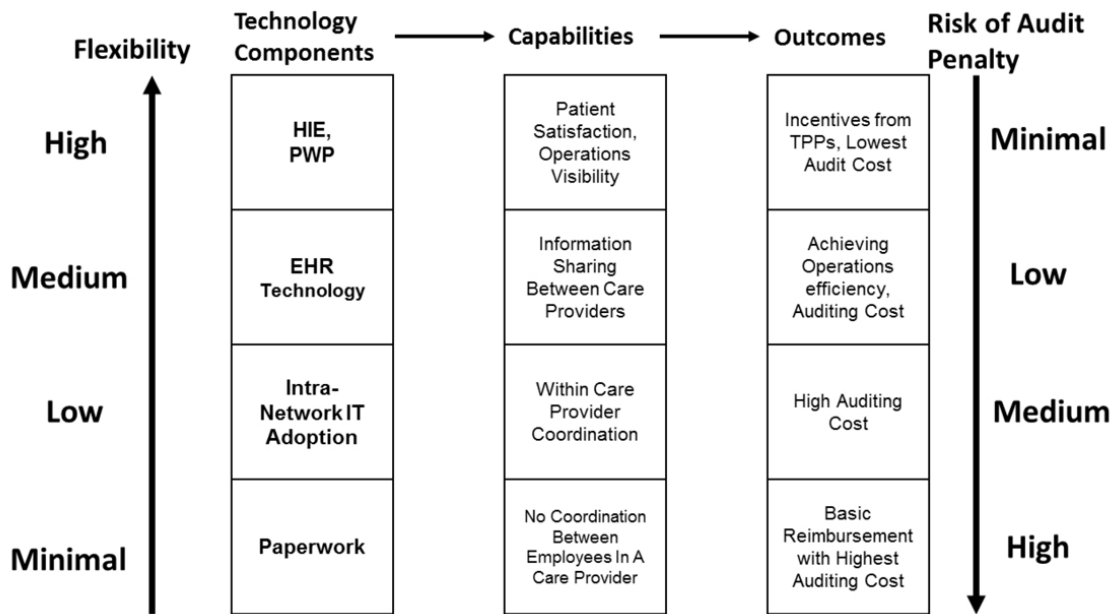 Flexibility
Technology
Components
Capabilities
Outcomes
Risk of Audit
Penalty
High
HIE,
PWP
Patient
Satisfaction,
Operations
Visibility
Incentives from
TPPs, Lowest
Audit Cost
Minimal
Medium
EHR
Technology
Information
Sharing
Between Care
Providers
Achieving
Operations
efficiency,
Auditing Cost
Low
Low
Intra-
Network IT
Adoption
Within Care
Provider
Coordination
High Auditing
Cost
Medium
Minimal
Paperwork
No Coordination
Between
Employees In A
Care Provider
Basic
Reimbursement
with Highest
Auditing Cost
High